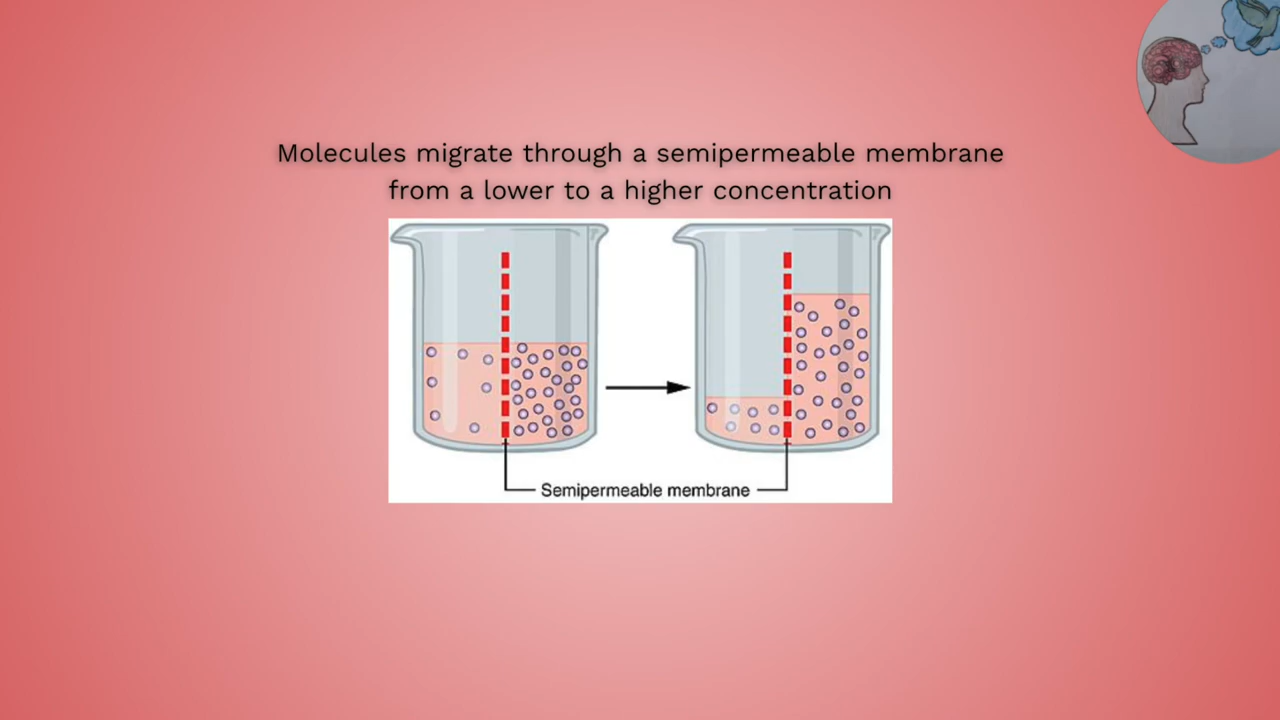 Molecules migrate through a semipermeable membrane
from a lower to a higher concentration
Semipermeable membrane